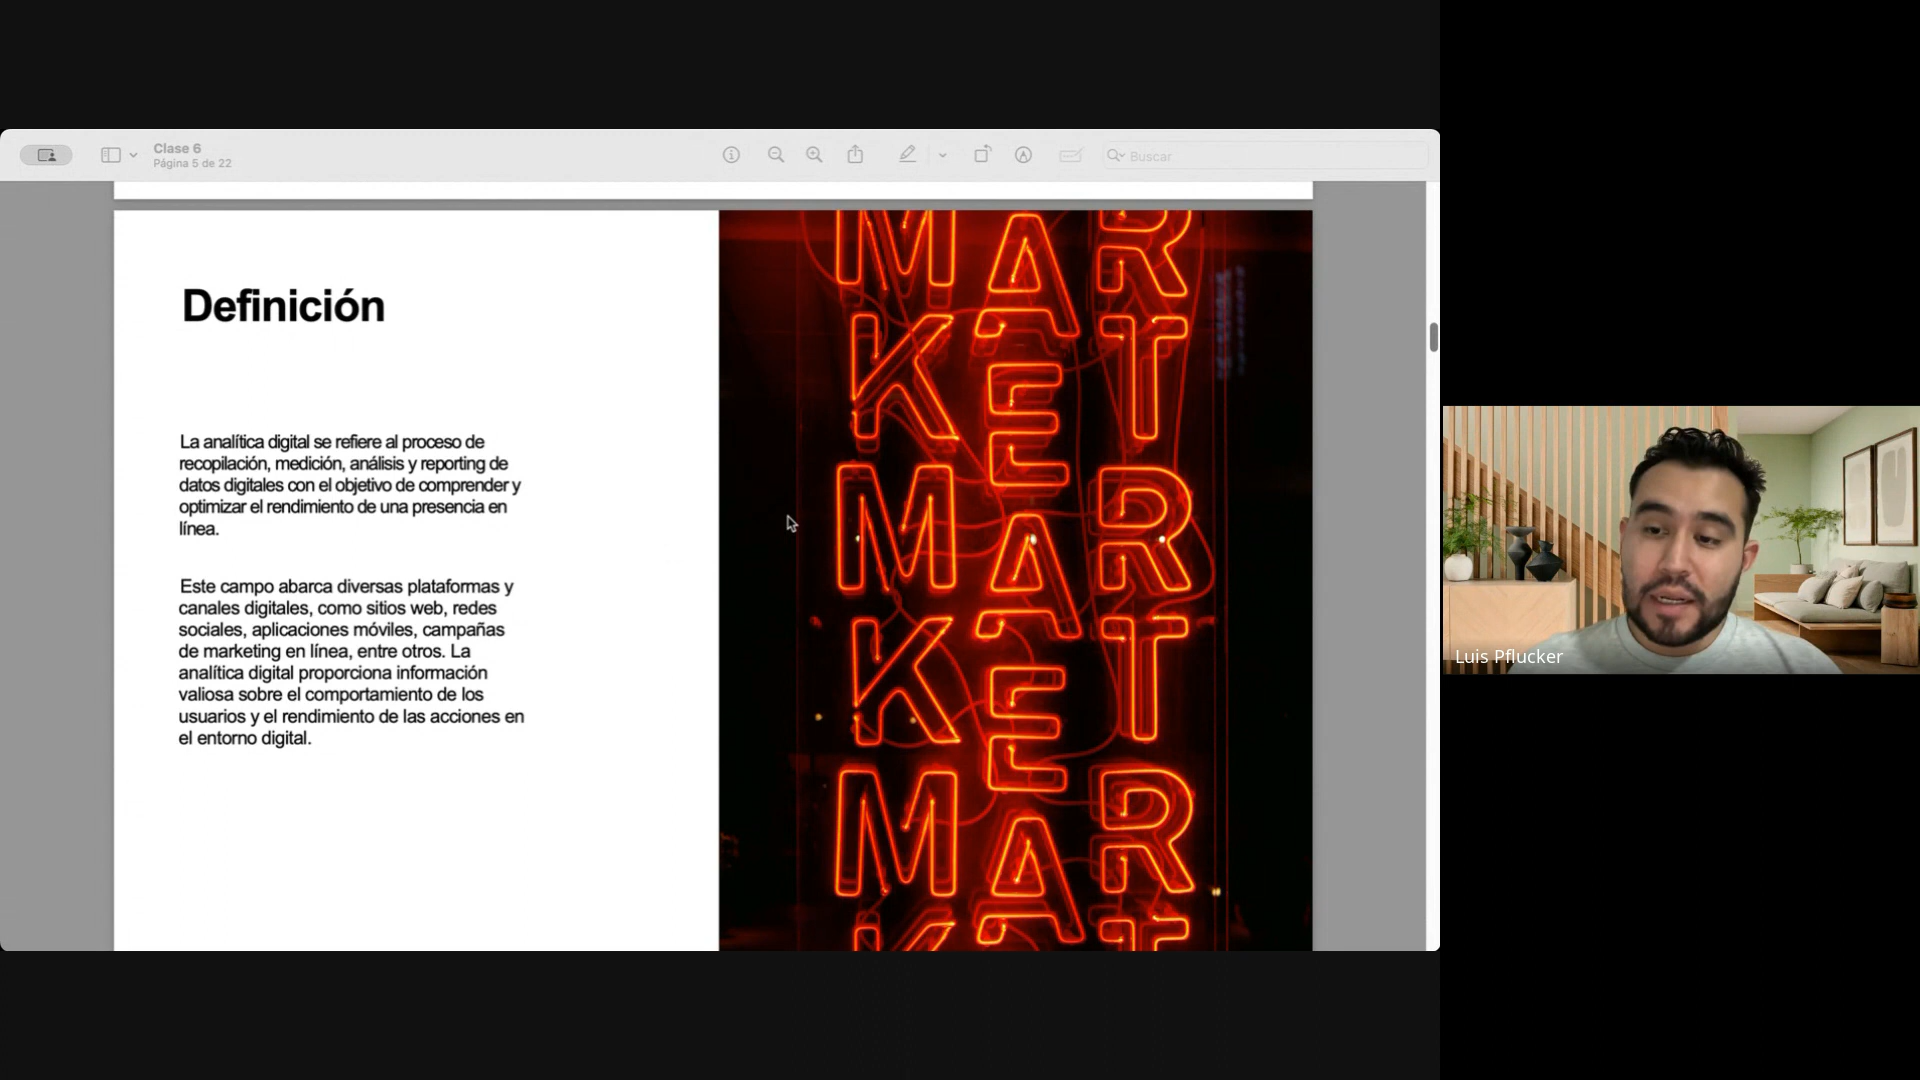 Clase 6
Página 5 de 22
Buscar
Definición
La analítica digital se refiere al proceso de
recopilación, medición, análisis y reporting de
datos digitales con el objetivo de comprender y
optimizar el rendimiento de una presencia en
línea.
Este campo abarca diversas plataformas y
canales digitales, como sitios web, redes
sociales, aplicaciones móviles, campañas
de marketing en línea, entre otros. La
analítica digital proporciona información
valiosa sobre el comportamiento de los
usuarios y el rendimiento de las acciones en
el entorno digital.
MAR
KET
MAR
KET
MAR
KET
Luis Pflucker